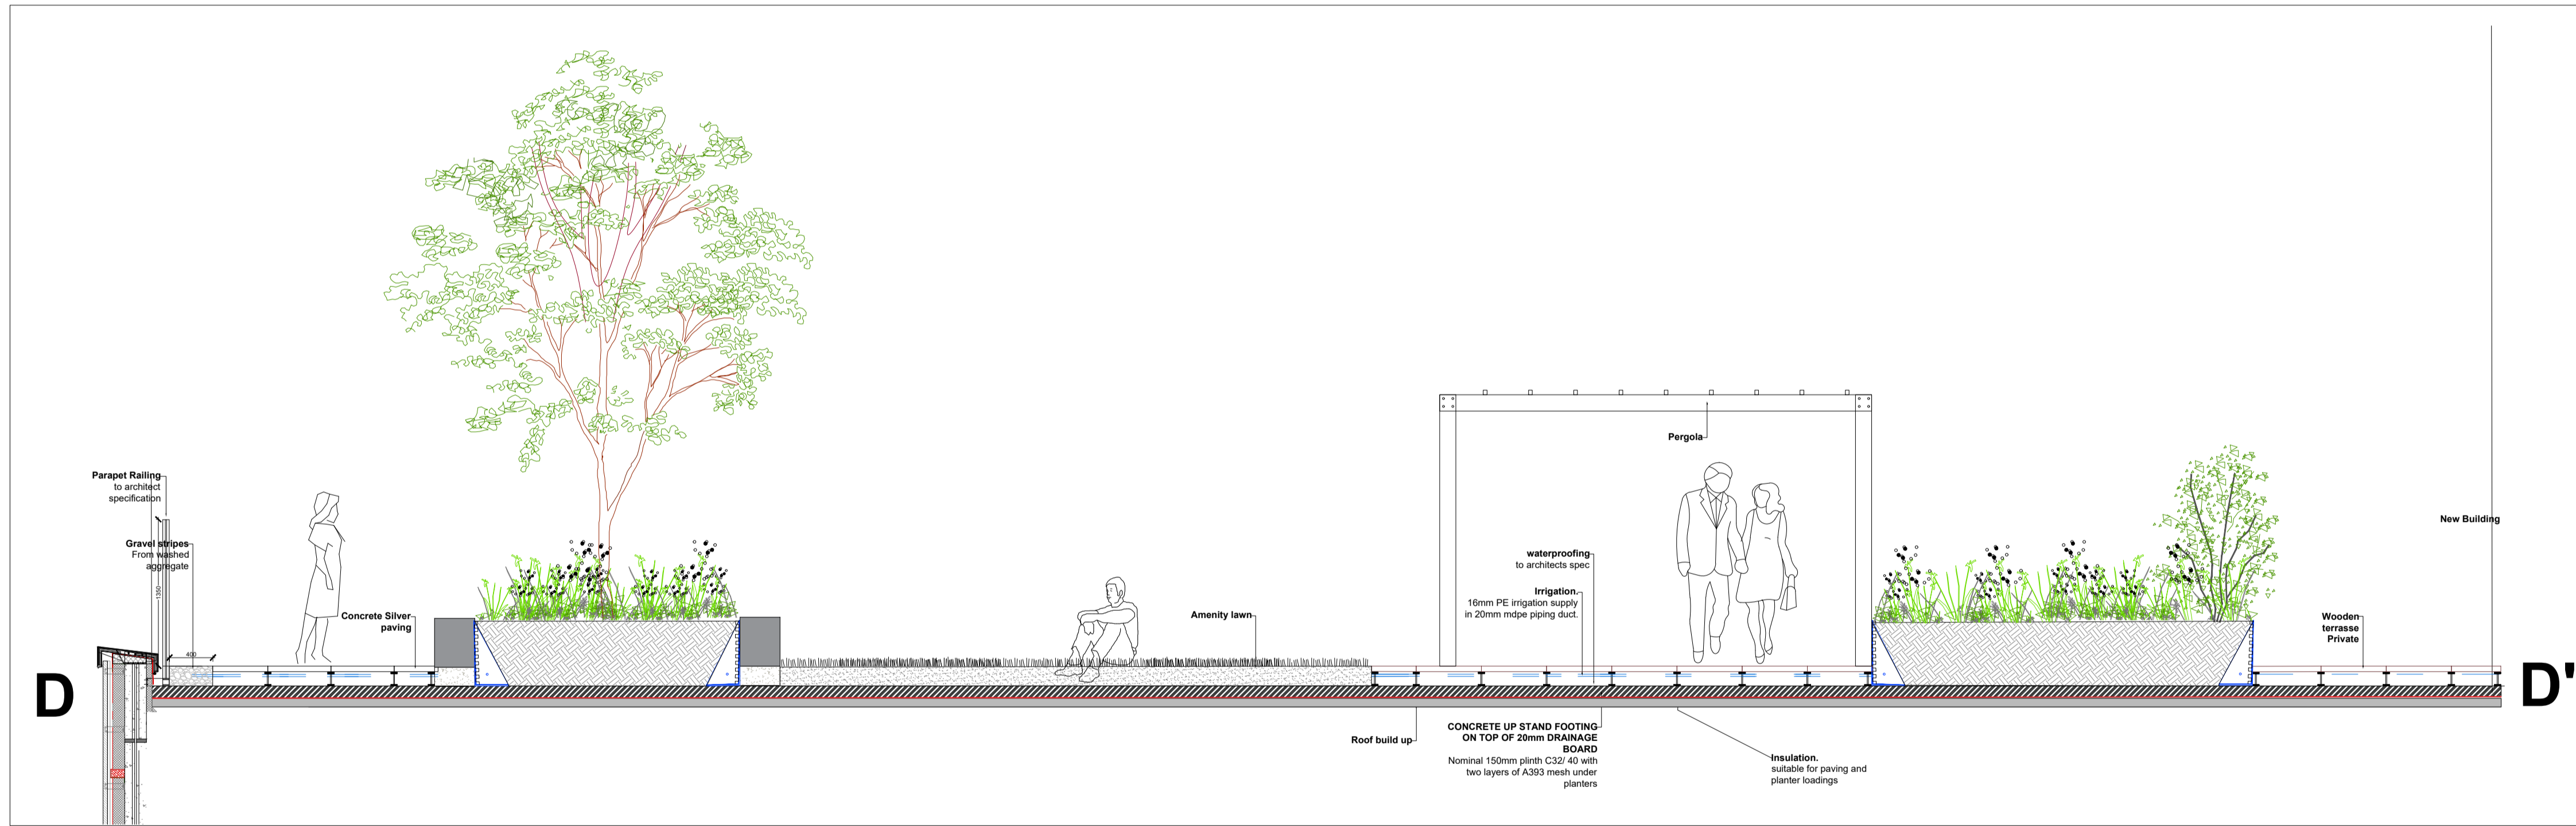 Parapet Railing
to architect
specification
Gravel stripes
From washed
aggregate
1350
400
Concrete Silver
paving
Amenity lawn
Pergola
waterproofing
to architects spec
Irrigation.
16mm PE irrigation supply
in 20mm mdpe piping duct.
New Building
Wooden
terrasse
Private
D
D'
Roof build up
CONCRETE UP STAND FOOTING
ON TOP OF 20mm DRAINAGE
BOARD
Nominal 150mm plinth C32/ 40 with
two layers of A393 mesh under
planters
Insulation.
suitable for paving and
planter loadings